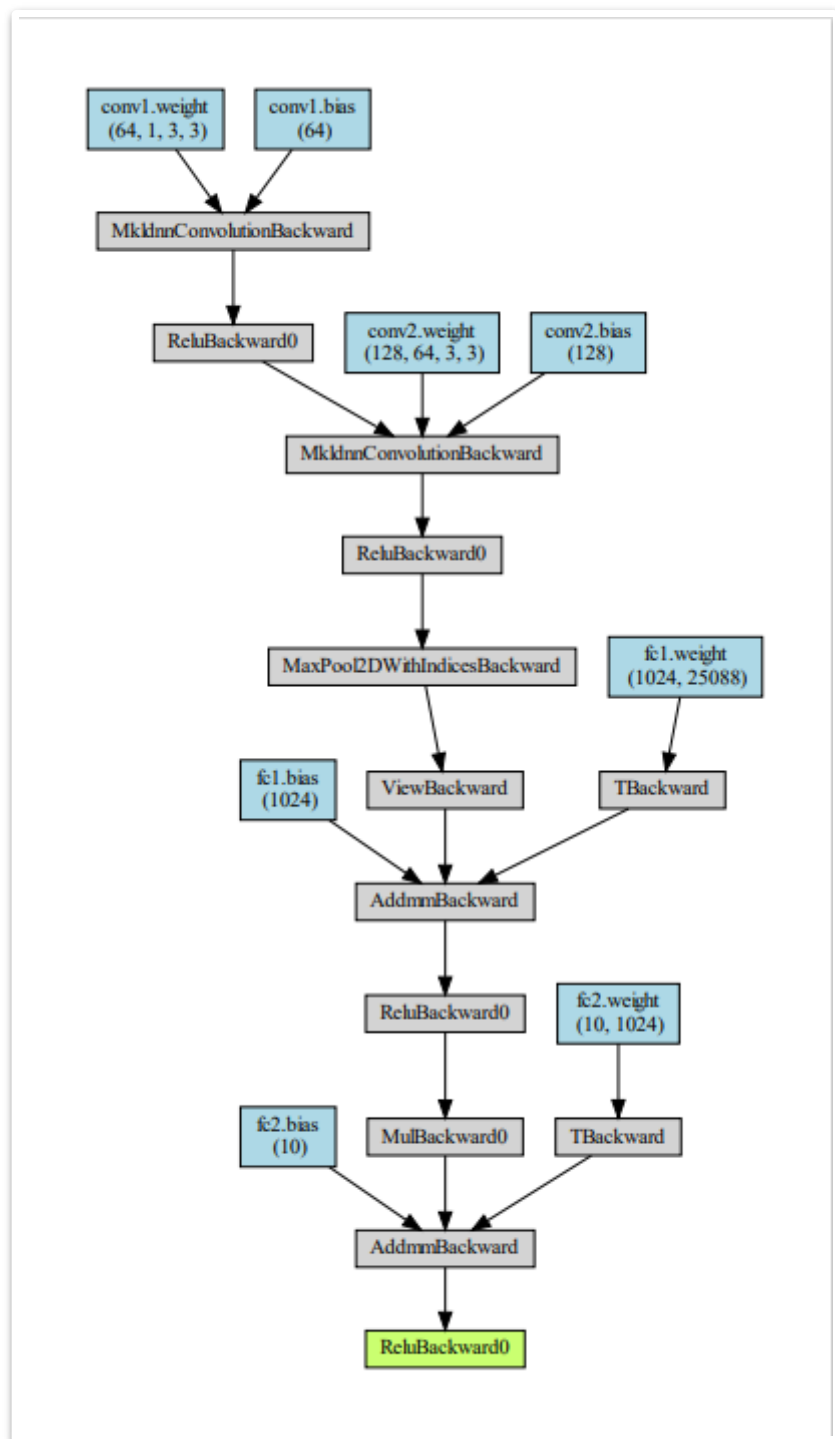 conv1.weight
(64, 1, 3, 3)
conv1.bias
(64)
MkldnnConvolutionBackward
ReluBackward0
conv2.weight
(128, 64, 3, 3)
conv2.bias
(128)
MkldnnConvolutionBackward
ReluBackward0
MaxPool2DWithIndicesBackward
fc1.weight
(1024, 25088)
fc1.bias
(1024)
ViewBackward
TBackward
AddmmBackward
ReluBackward0
fc2.weight
(10, 1024)
fc2.bias
(10)
MulBackward0
TBackward
AddmmBackward
ReluBackward0